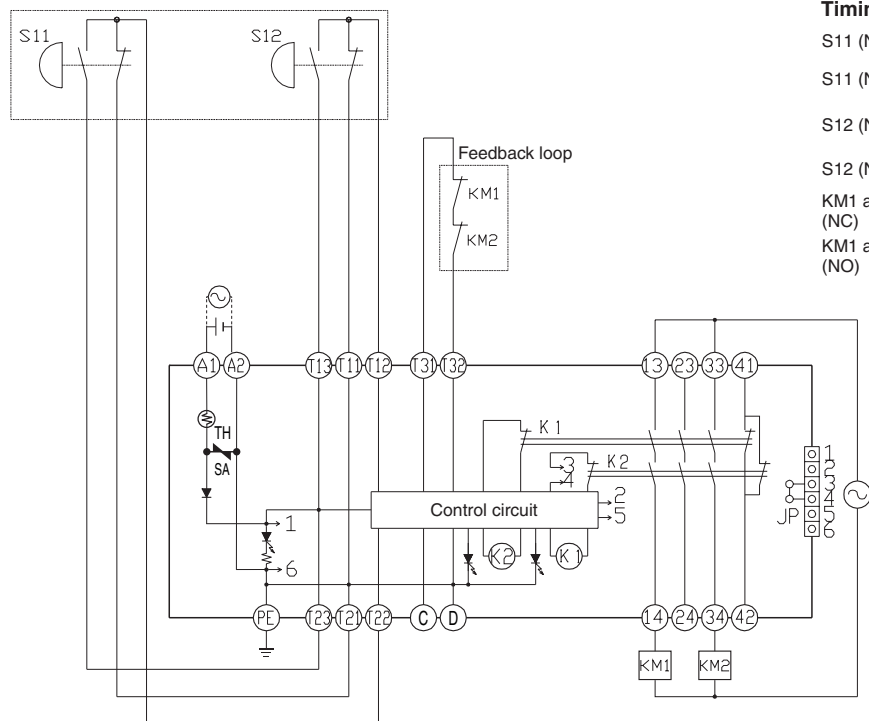 Timin
S11
S12
S11 (N
S11 (N
S12 (N
S12 (N
KM1 a
(NC)
KM1 a
(NO)
Feedback loop
KM1
KM2
A1 A2 T13 T11 T12 T31 T32 13 23 33 41
TH
SA
K1
K2
3
4
Control circuit
2
5
1
6
K2 K1
JP
1
2
3
4
5
6
PE T23 T21 T22 C D 14 24 34 42
KM1 KM2